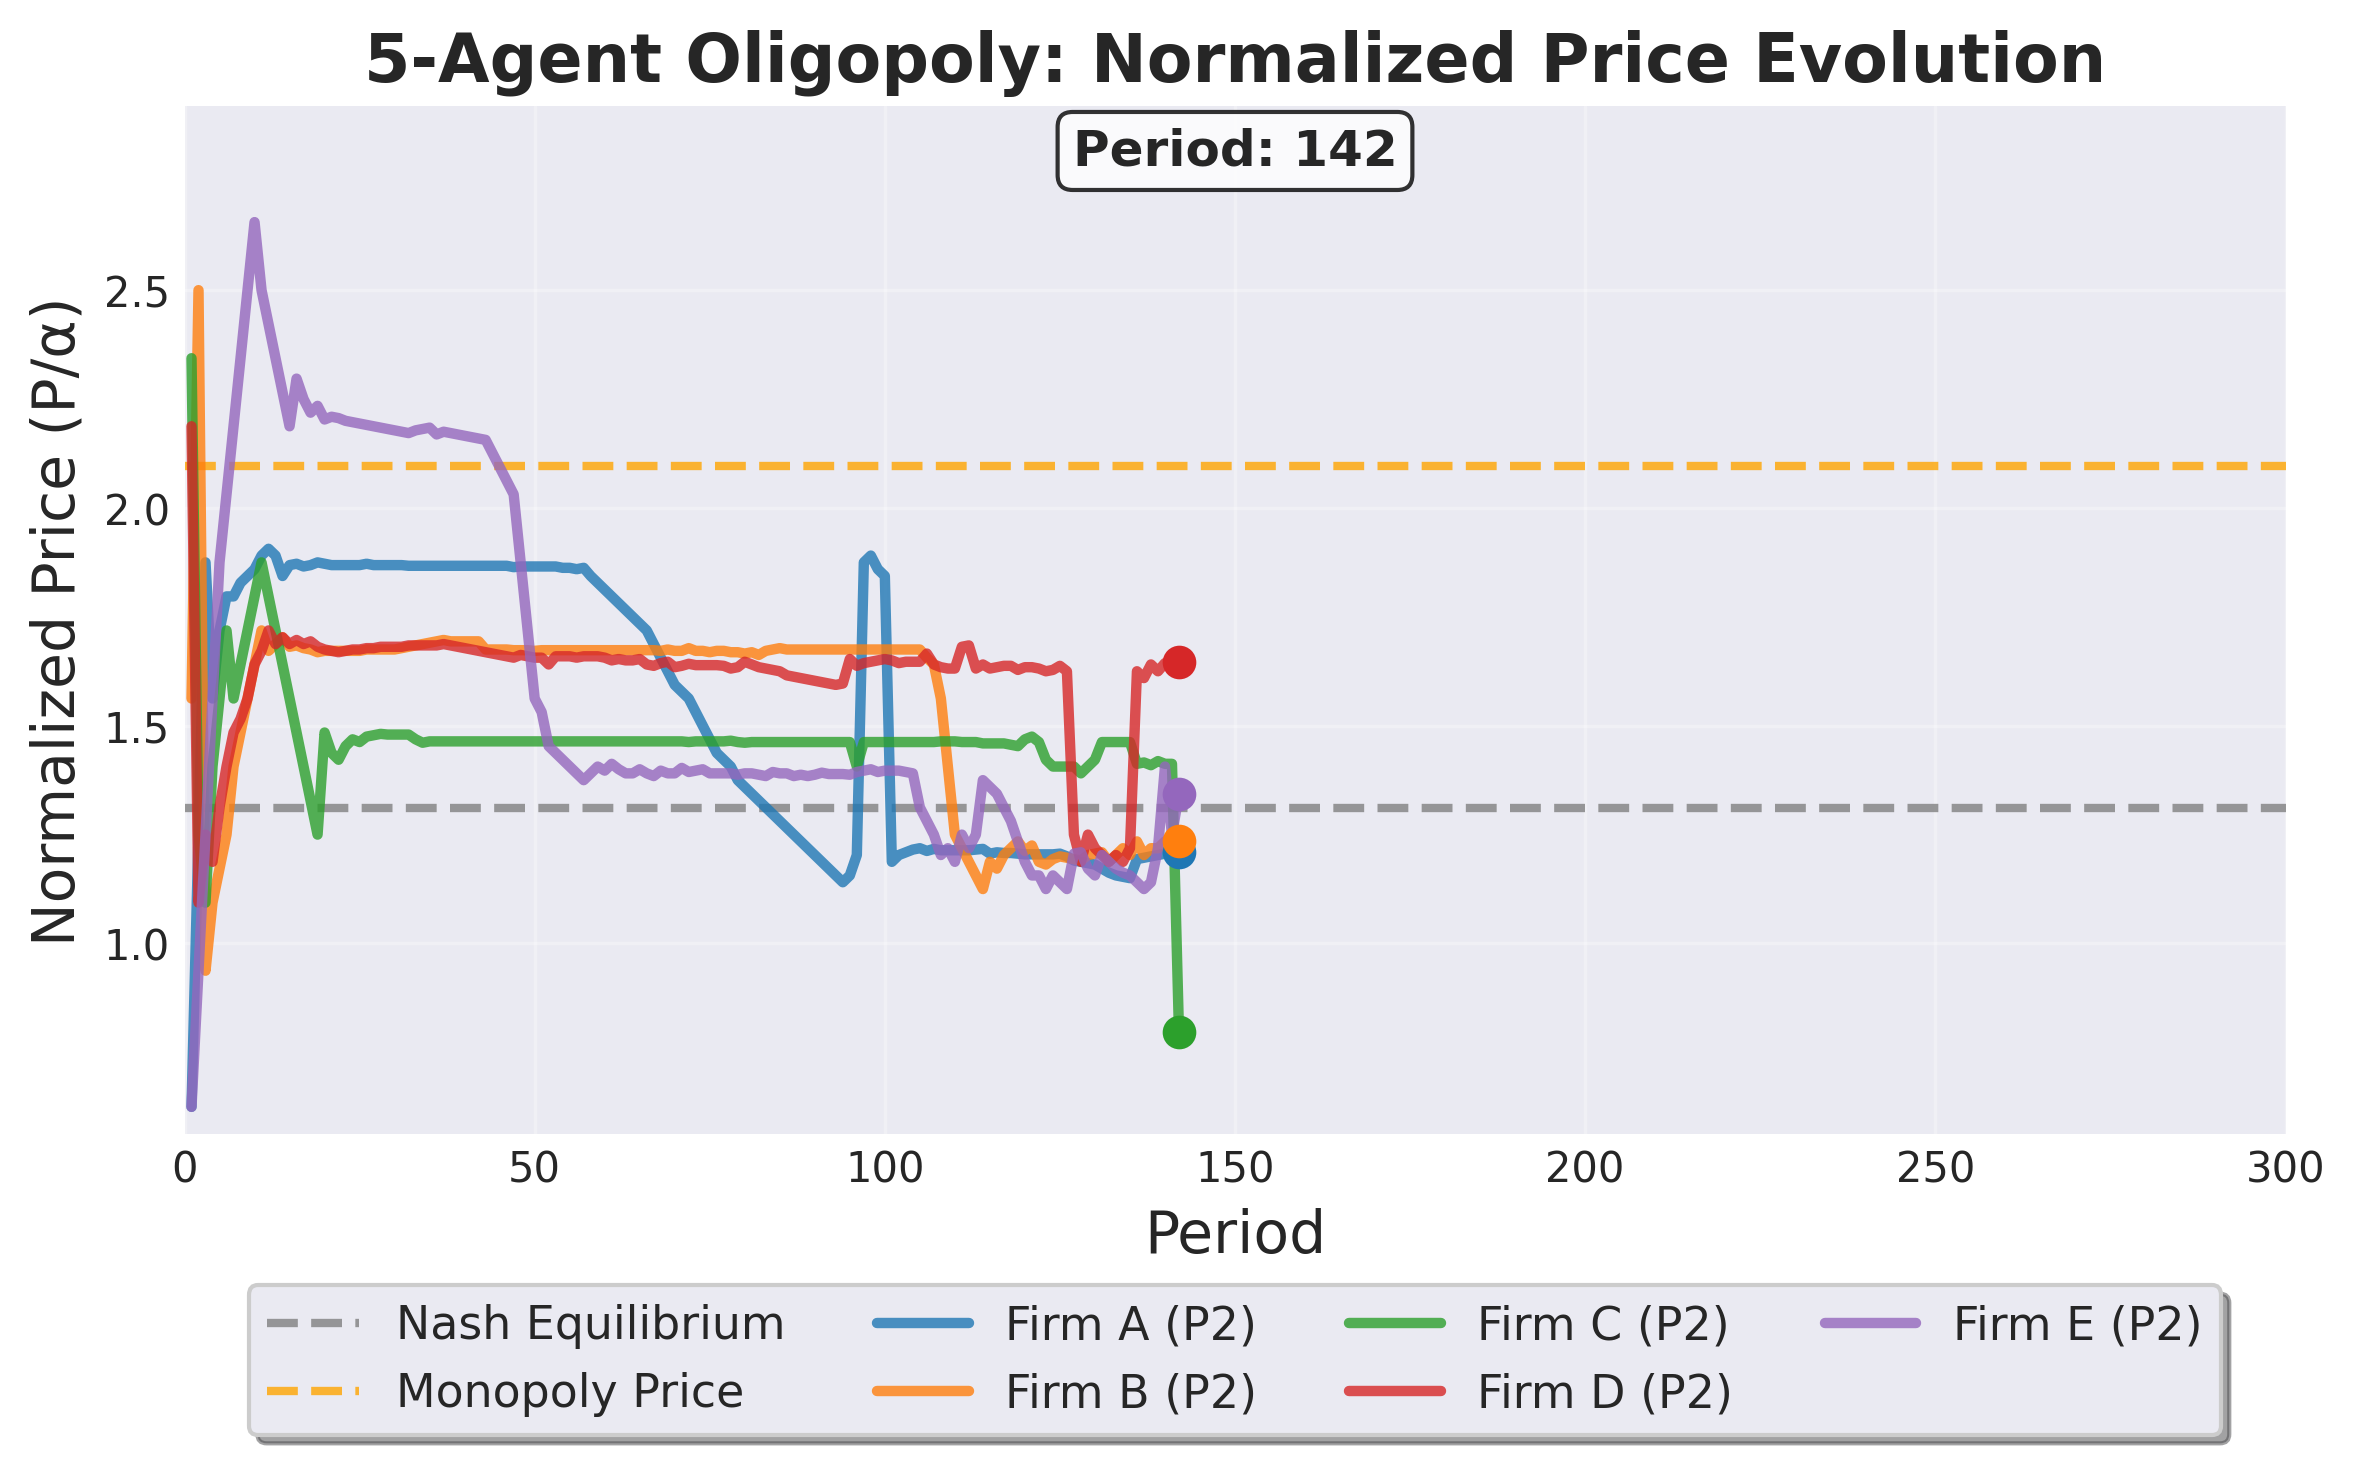 5-Agent Oligopoly: Normalized Price Evolution
Period: 142
Normalized Price (P/α)
2.5
2.0
1.5
1.0
0 50 100 150 200 250 300
Period
Nash Equilibrium Firm A (P2) Firm C (P2) Firm E (P2)
Monopoly Price Firm B (P2) Firm D (P2)